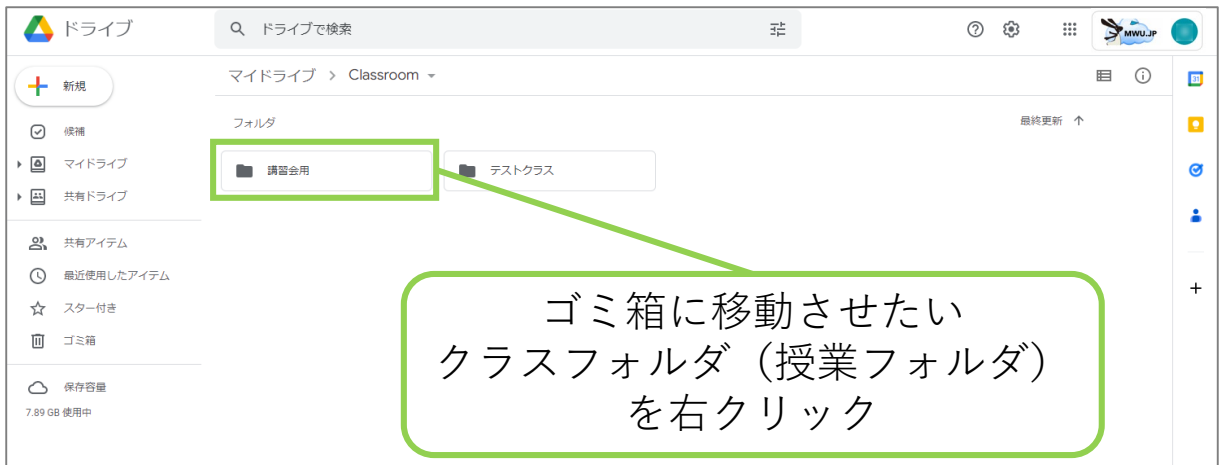 ドライブ
ドライブで検索
MWU.JP
新規
マイドライブ > Classroom
31
候補
マイドライブ
共有ドライブ
共有アイテム
最近使用したアイテム
スター付き
ゴミ箱
保存容量
7.89 GB 使用中
フォルダ
最終更新 ↑
講習会用
テストクラス
ゴミ箱に移動させたい
クラスフォルダ（授業フォルダ）
を右クリック